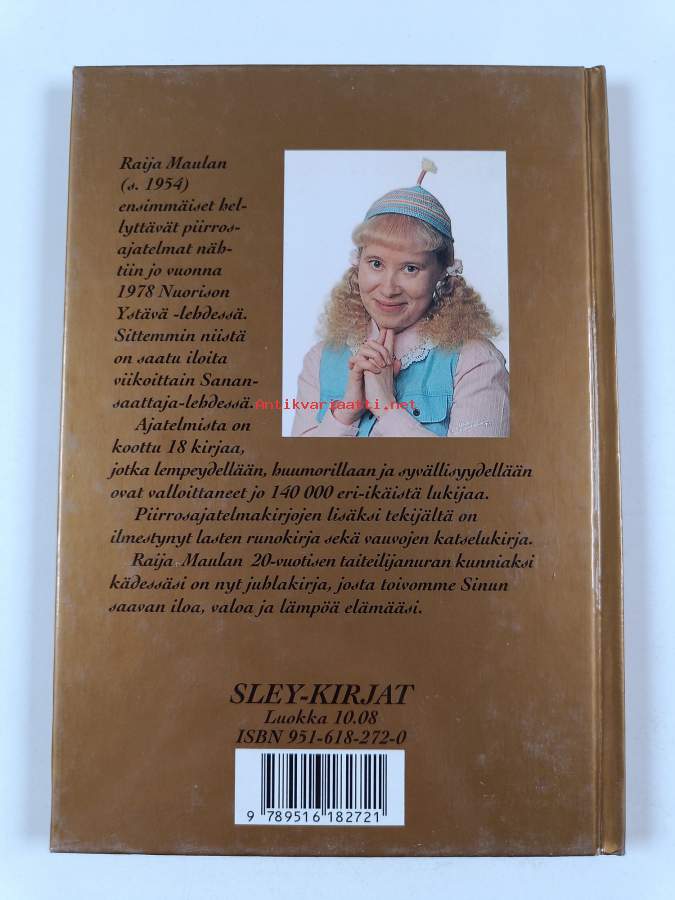 Raija Maulan
(s. 1954)
ensimmäiset hel-
lyttävät piirros-
ajatelmat näh-
tiin jo vuonna
1978 Nuorison
Ystävä -lehdessä.
Sittemmin niistä
on saatu iloita
viikoittain Sanan-
saattaja-lehdessä.
Antikvariaatti.net
Ajatelmista on
koottu 18 kirjaa,
jotka lempeydellään, huumorillaan ja syvällisyydellään
ovat valloittaneet jo 140 000 eri-ikäistä lukijaa.
Piirrosajatelmakirjojen lisäksi tekijältä on
ilmestynyt lasten runokirja sekä vauvojen katselukirja.
Raija Maulan 20-vuotisen taiteilijanuran kunniaksi
kädessäsi on nyt juhlakirja, josta toivomme Sinun
saavan iloa, valoa ja lämpöä elämääsi.
SLEY-KIRJAT
Luokka 10.08
ISBN 951-618-272-0
9 789516 182721